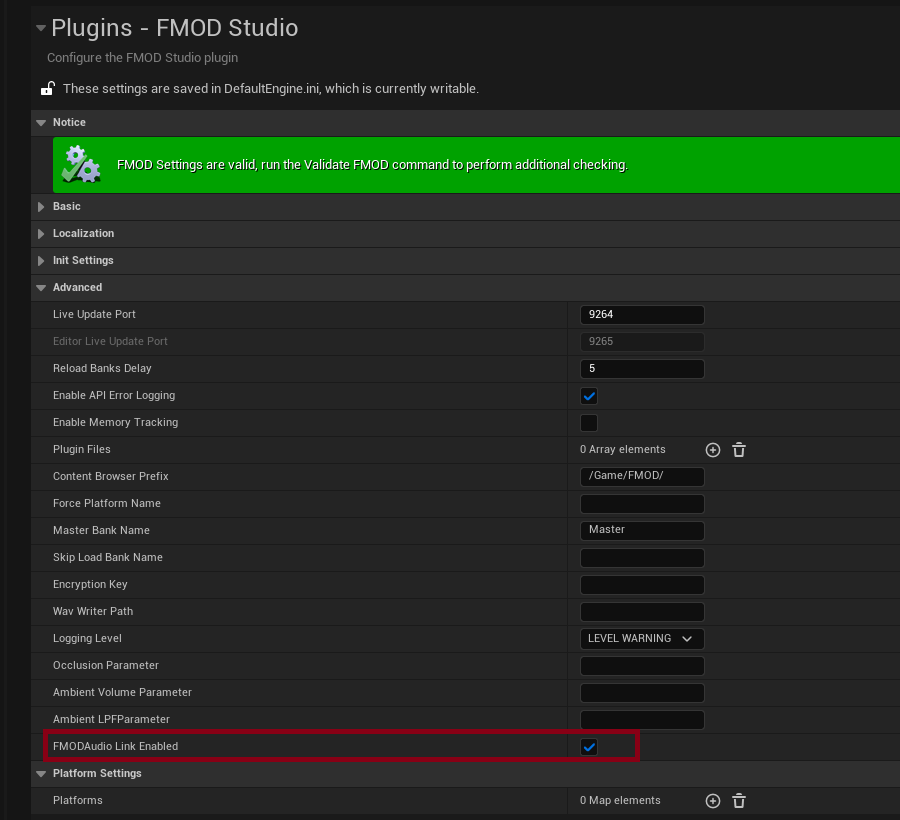 Plugins - FMOD Studio
Configure the FMOD Studio plugin
These settings are saved in DefaultEngine.ini, which is currently writable.
Notice
FMOD Settings are valid, run the Validate FMOD command to perform additional checking.
Basic
Localization
Init Settings
Advanced
Live Update Port 9264
Editor Live Update Port 9265
Reload Banks Delay 5
Enable API Error Logging
Enable Memory Tracking
Plugin Files 0 Array elements
Content Browser Prefix /Game/FMOD/
Force Platform Name
Master Bank Name Master
Skip Load Bank Name
Encryption Key
Wav Writer Path
Logging Level LEVEL WARNING
Occlusion Parameter
Ambient Volume Parameter
Ambient LPFParameter
FMODAudio Link Enabled
Platform Settings
Platforms 0 Map elements